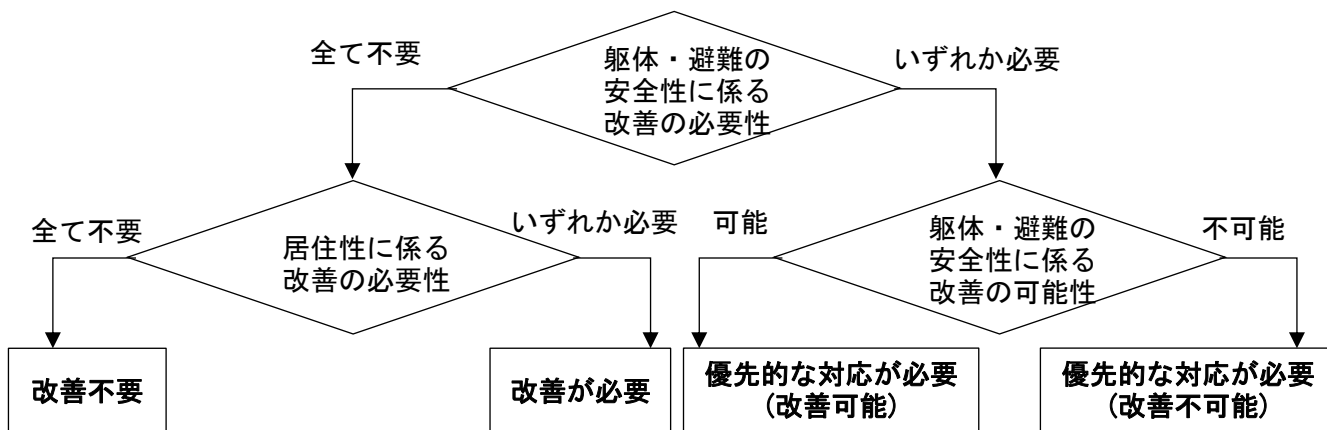 全て不要
躯体・避難の
安全性に係る
改善の必要性
いずれか必要
全て不要
居住性に係る
改善の必要性
いずれか必要
可能
躯体・避難の
安全性に係る
改善の可能性
不可能
改善不要
改善が必要
優先的な対応が必要
(改善可能)
優先的な対応が必要
(改善不可能)